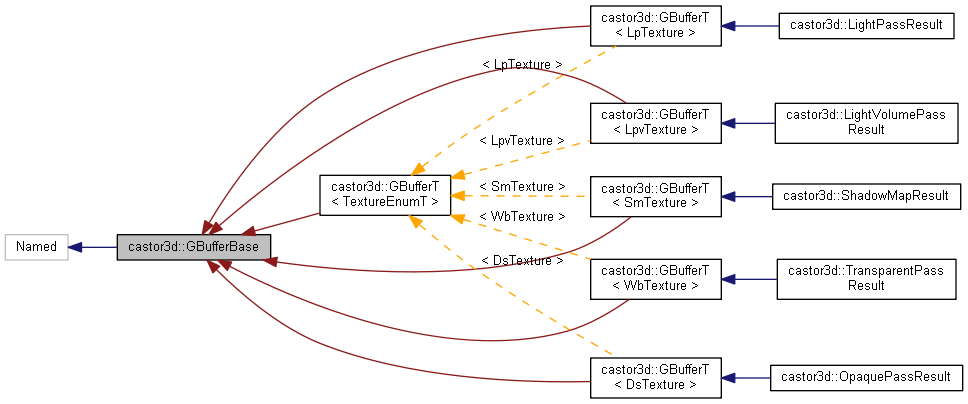 castor3d::GBufferT
< LpTexture >
castor3d::LightPassResult
< LpTexture >
castor3d::GBufferT
< LpvTexture >
castor3d::LightVolumePass
Result
< LpvTexture >
castor3d::GBufferT
< TextureEnumT >
< SmTexture >
castor3d::GBufferT
< SmTexture >
castor3d::ShadowMapResult
< WbTexture >
Named
castor3d::GBufferBase
< DsTexture >
castor3d::GBufferT
< WbTexture >
castor3d::TransparentPass
Result
castor3d::GBufferT
< DsTexture >
castor3d::OpaquePassResult